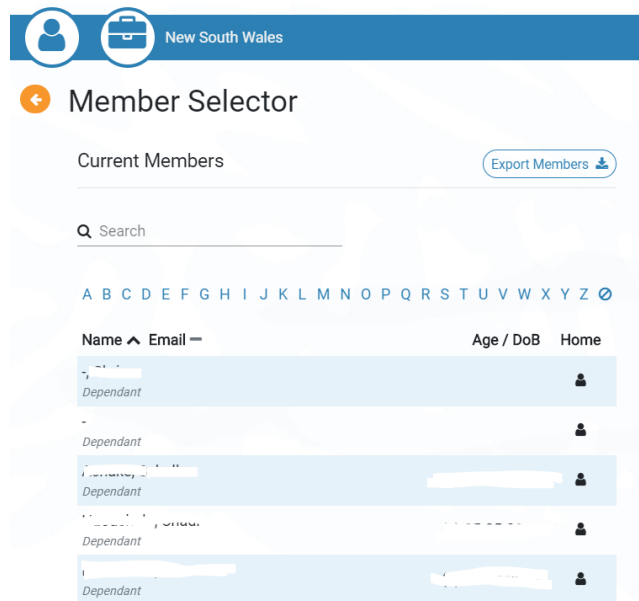 New South Wales
Member Selector
Current Members
Export Members
Search
A B C D E F G H I J K L M N O P Q R S T U V W X Y Z
Name Email Age / DoB Home
-,
Dependant
-
Dependant
Dependant
Dependant
Dependant